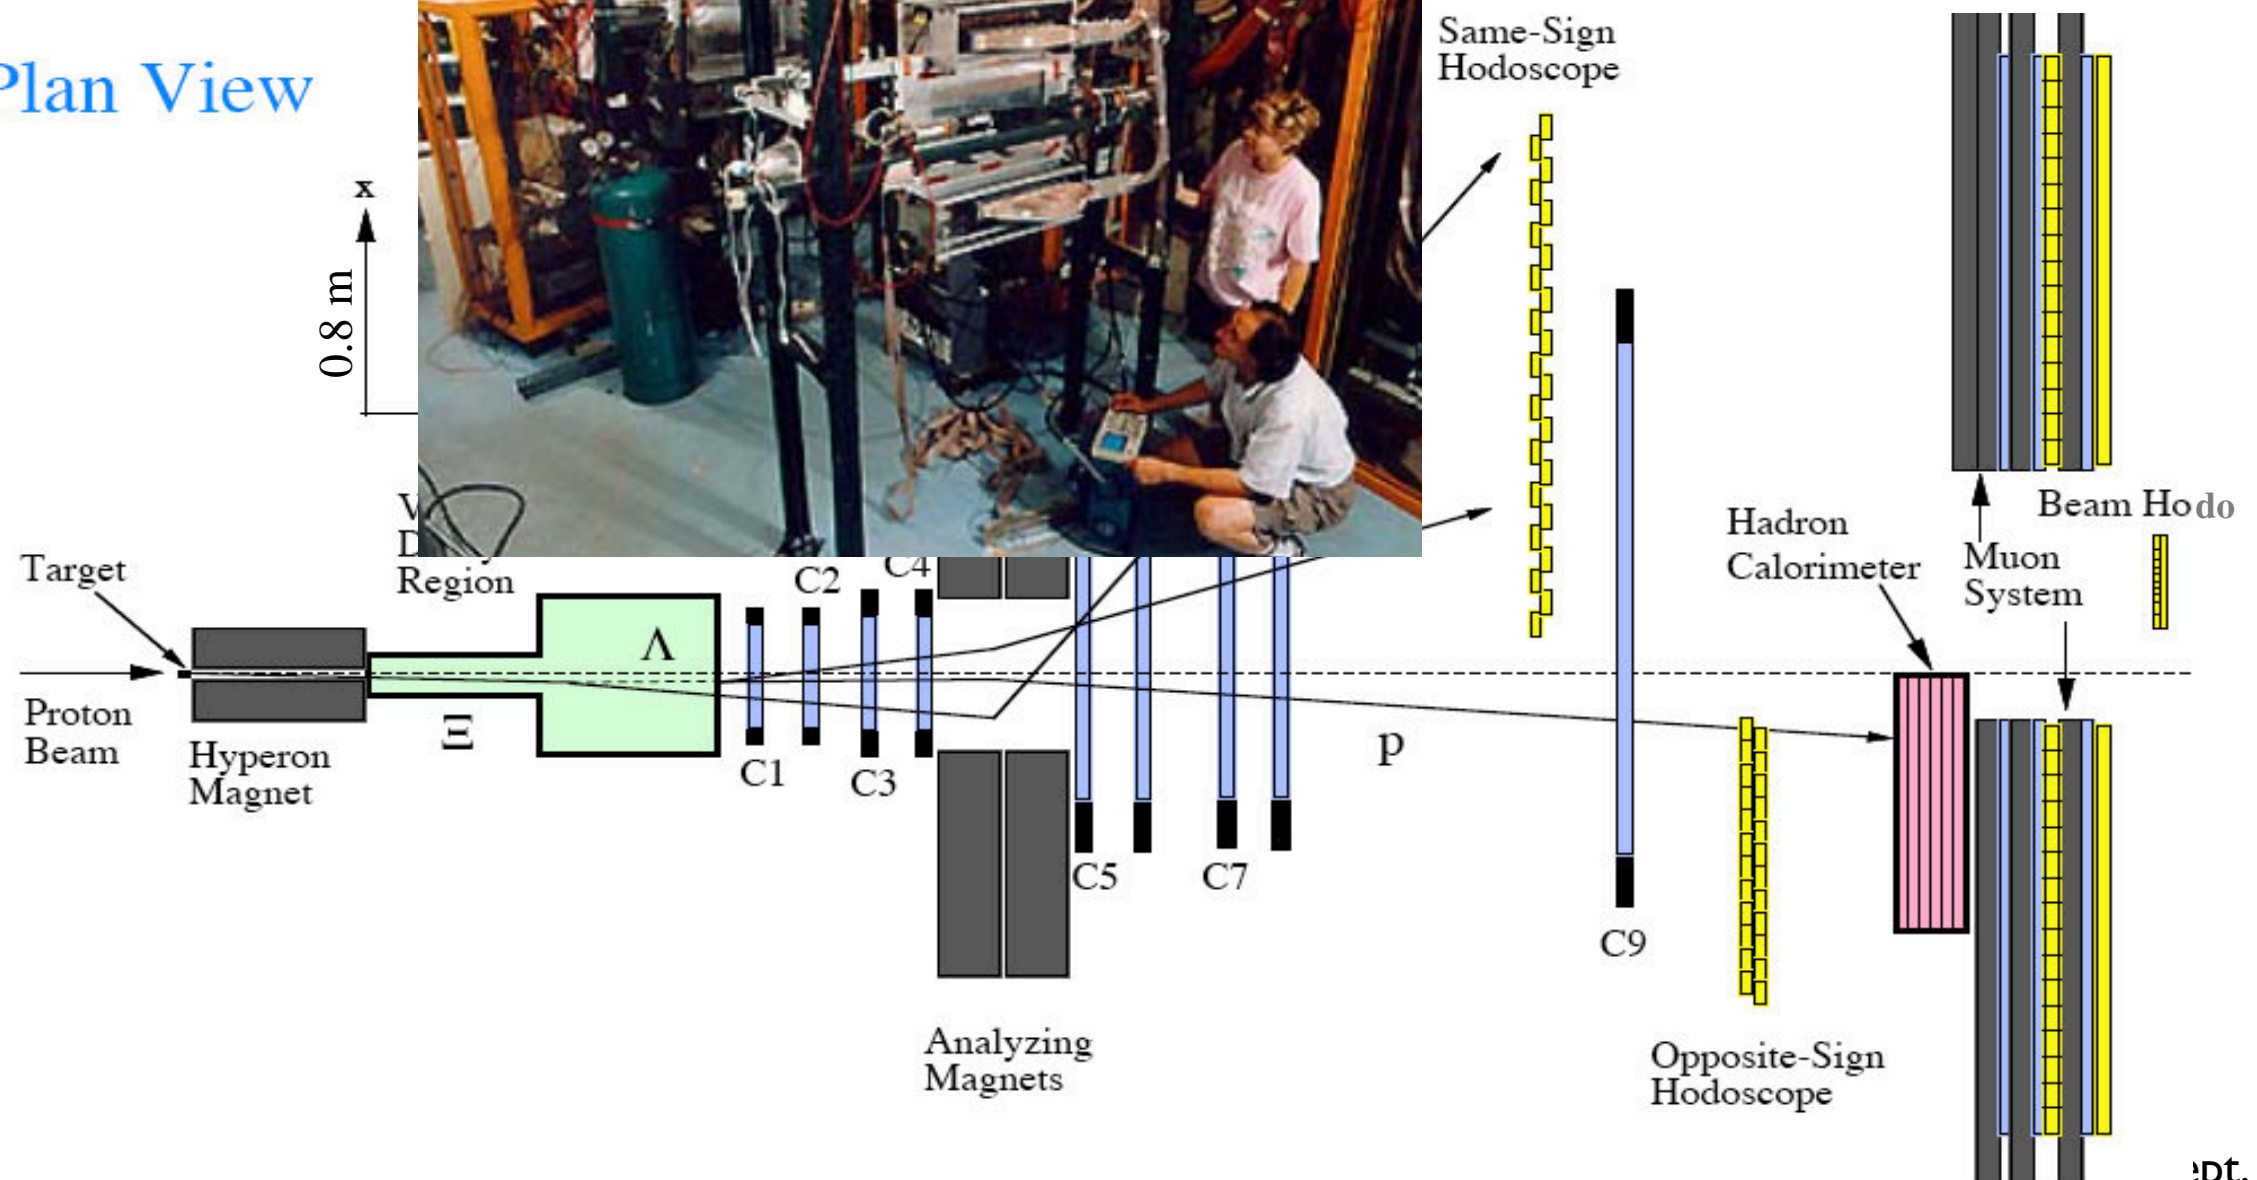 Plan View
x
0.8 m
Same-Sign
Hodoscope
Beam Hodo
Hadron
Calorimeter
Muon
System
Region
Target
C2
C4
Λ
Proton
Beam
Ξ
Hyperon
Magnet
C1
C3
p
C5
C7
C9
Analyzing
Magnets
Opposite-Sign
Hodoscope